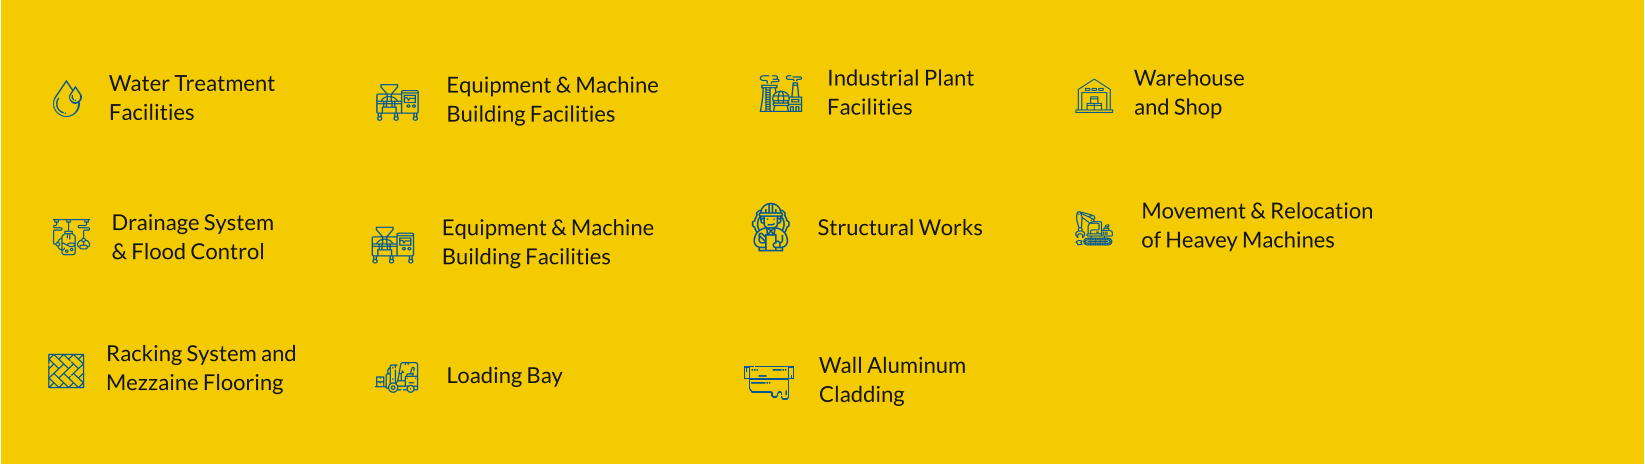 Water Treatment
Facilities
Equipment & Machine
Building Facilities
Industrial Plant
Facilities
Warehouse
and Shop
Drainage System
& Flood Control
Equipment & Machine
Building Facilities
Structural Works
Movement & Relocation
of Heavey Machines
Racking System and
Mezzaine Flooring
Loading Bay
Wall Aluminum
Cladding